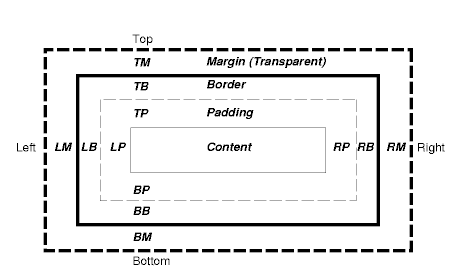 Top
TM Margin (Transparent)
TB Border
TP Padding
Left LM LB LP Content RP RB RM Right
BP
BB
BM
Bottom